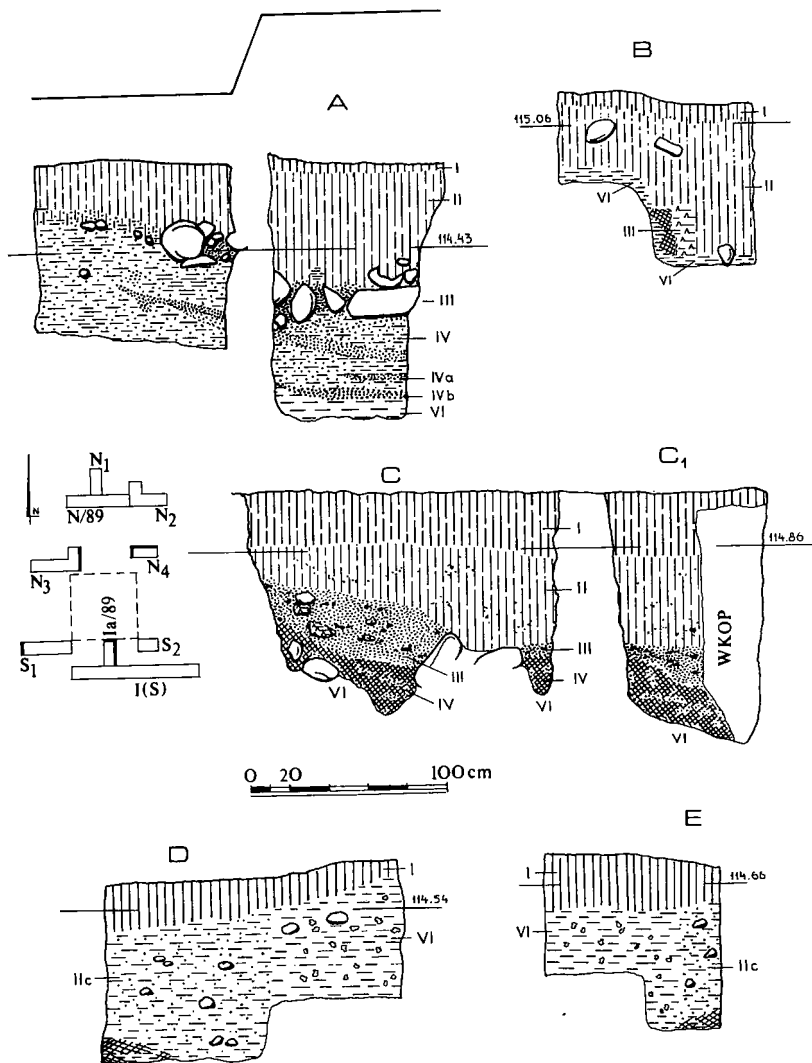 A
B
I
115.06
II
VI
I
II
114.43
III
III
VI
IV
IVa
IVb
VI
C
C1
N1
N
N/89
N2
I
114.86
N3
N4
II
WKOP
Ia/89
S1
S2
III
III
I(S)
VI
IV
IV
VI
VI
0 20 100 cm
D
E
I
I
114.54
114.66
VI
VI
IIc
IIc